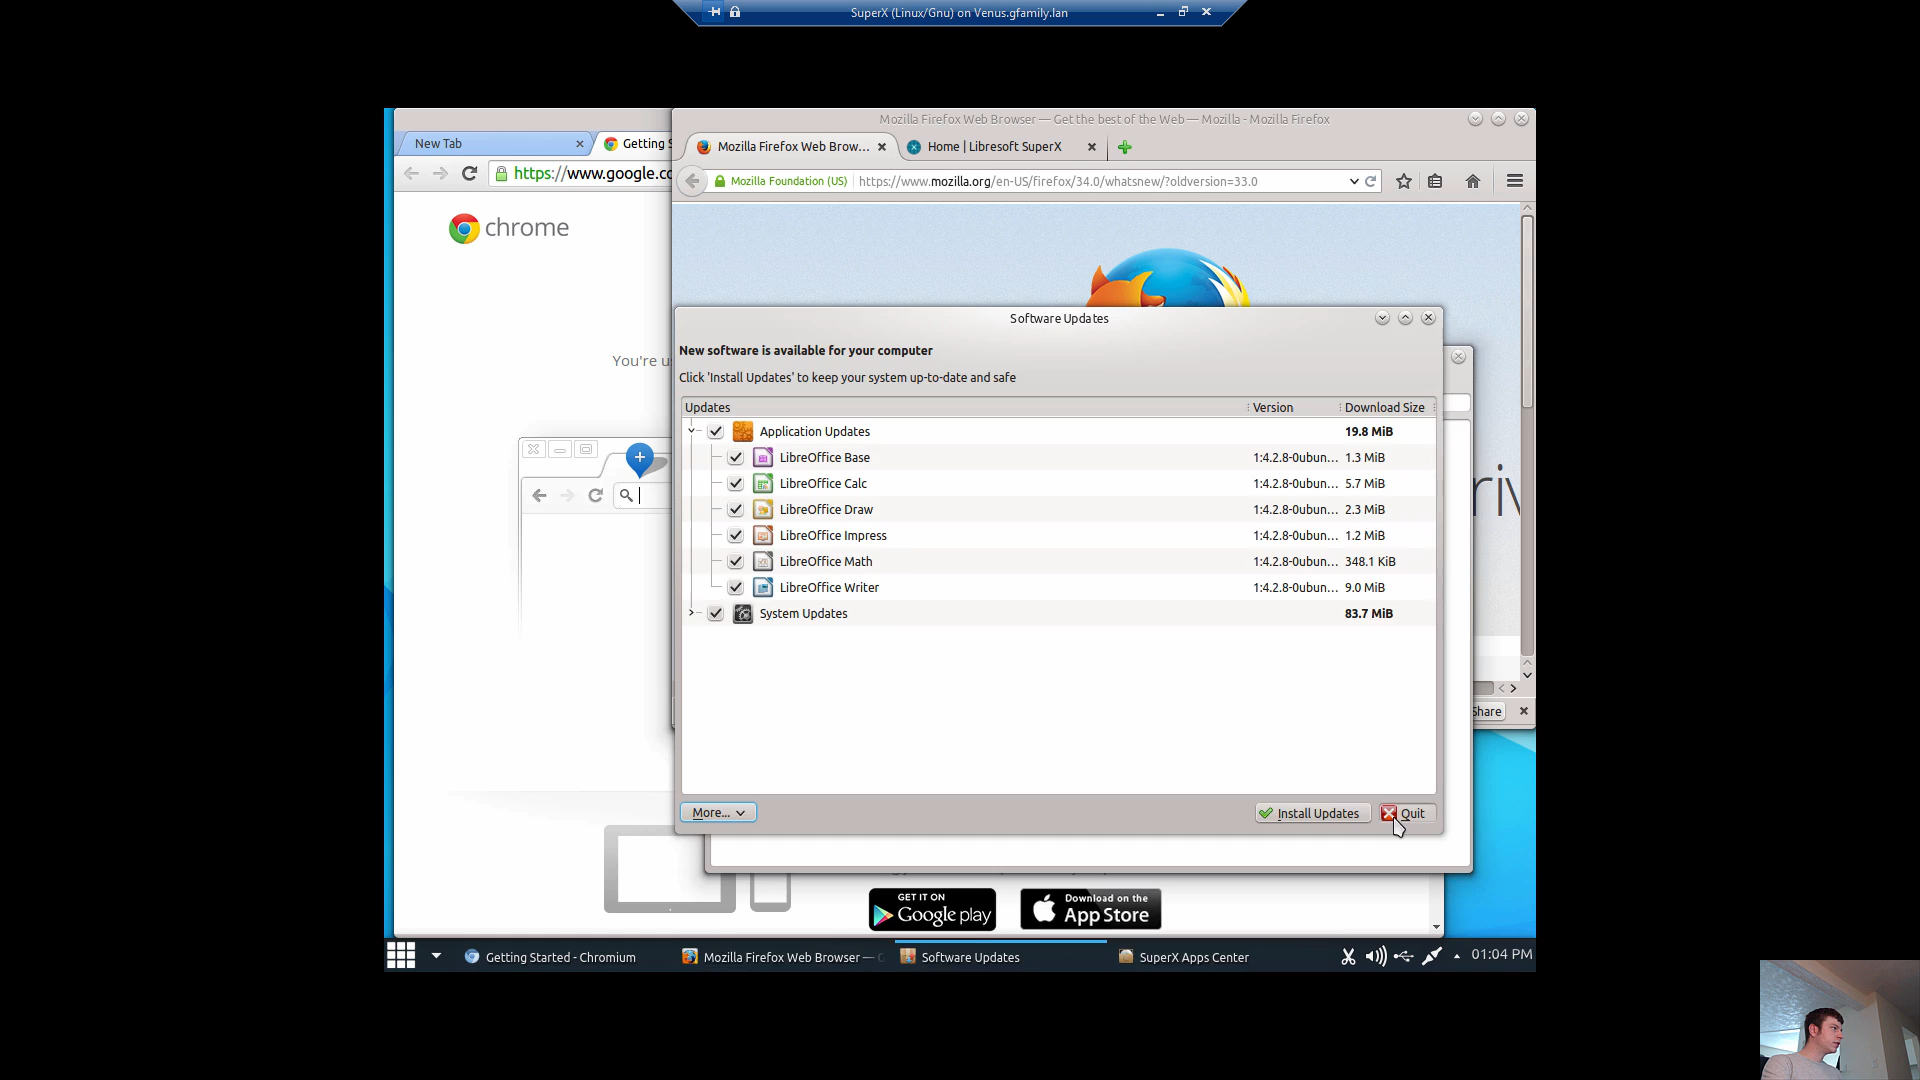 SuperX (Linux/Gnu) on Venus.gfamily.lan
Mozilla Firefox Web Browser — Get the best of the Web — Mozilla - Mozilla Firefox
New Tab
Getting S
Mozilla Firefox Web Brow...
Home | Libresoft SuperX
https://www.google.co
Mozilla Foundation (US)
https://www.mozilla.org/en-US/firefox/34.0/whatsnew/?oldversion=33.0
chrome
You're u
Software Updates
New software is available for your computer
Click 'Install Updates' to keep your system up-to-date and safe
Updates Version Download Size
Application Updates 19.8 MiB
LibreOffice Base 1:4.2.8-0ubun... 1.3 MiB
LibreOffice Calc 1:4.2.8-0ubun... 5.7 MiB
LibreOffice Draw 1:4.2.8-0ubun... 2.3 MiB
LibreOffice Impress 1:4.2.8-0ubun... 1.2 MiB
LibreOffice Math 1:4.2.8-0ubun... 348.1 KiB
LibreOffice Writer 1:4.2.8-0ubun... 9.0 MiB
System Updates 83.7 MiB
Share
More...
Install Updates
Quit
GET IT ON
Google play
Download on the
App Store
Getting Started - Chromium
Mozilla Firefox Web Browser —
Software Updates
SuperX Apps Center
01:04 PM